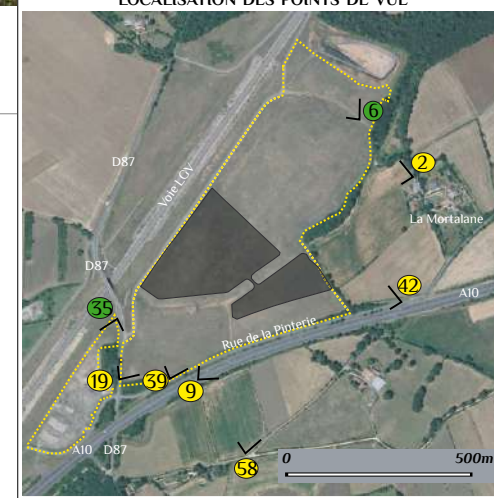 LOCALISATION DES POINTS DE VUE
6
D87
Voie LGV
2
La Mortalane
D87
42
A10
35
Rue de la Pinterie
19
39
9
A10
D87
58
0
500m